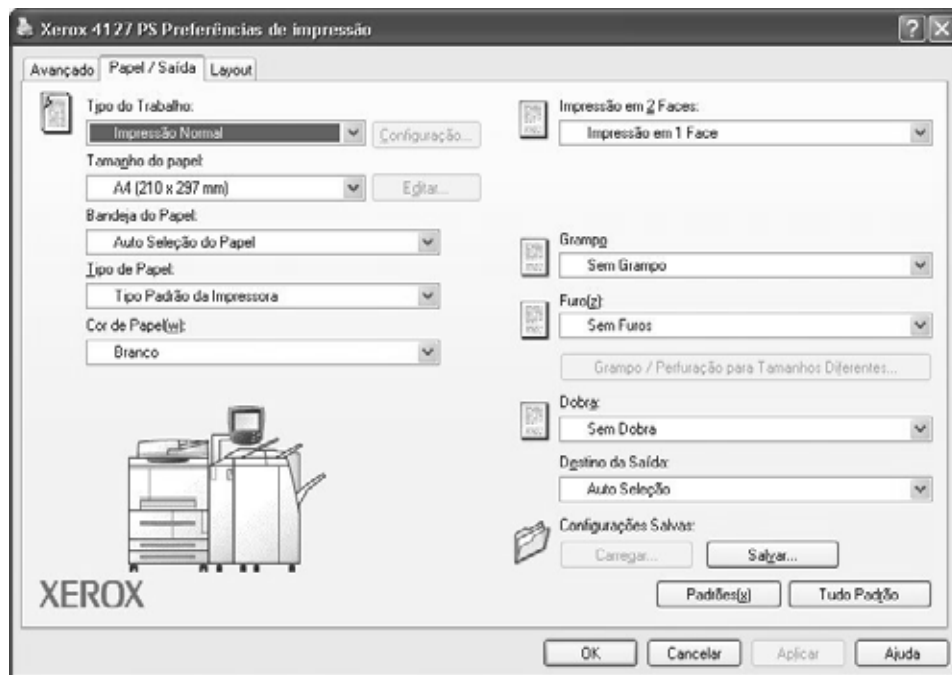 Xerox 4127 PS Preferências de impressão
Avançado
Papel / Saída
Layout
Tipo do Trabalho:
Impressão Normal
Configuração...
Tamanho do papel:
A4 (210 x 297 mm)
Editar...
Bandeja do Papel:
Auto Seleção do Papel
Tipo de Papel:
Tipo Padrão da Impressora
Cor de Papel(w):
Branco
XEROX
Impressão em 2 Faces:
Impressão em 1 Face
Grampo
Sem Grampo
Furo(z):
Sem Furos
Grampo / Perfuração para Tamanhos Diferentes...
Dobra:
Sem Dobra
Destino da Saída:
Auto Seleção
Configurações Salvas:
Carregar...
Salvar...
Padrões(x)
Tudo Padrão
OK
Cancelar
Aplicar
Ajuda